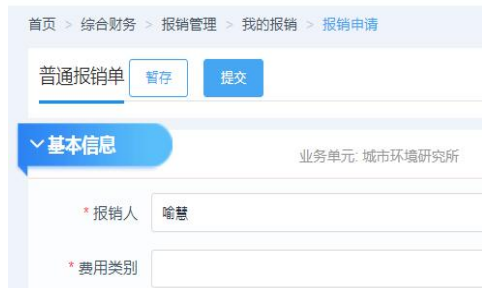 首页 > 综合财务 > 报销管理 > 我的报销 > 报销申请
普通报销单 暂存 提交
基本信息 业务单元: 城市环境研究所
* 报销人 喻慧
* 费用类别